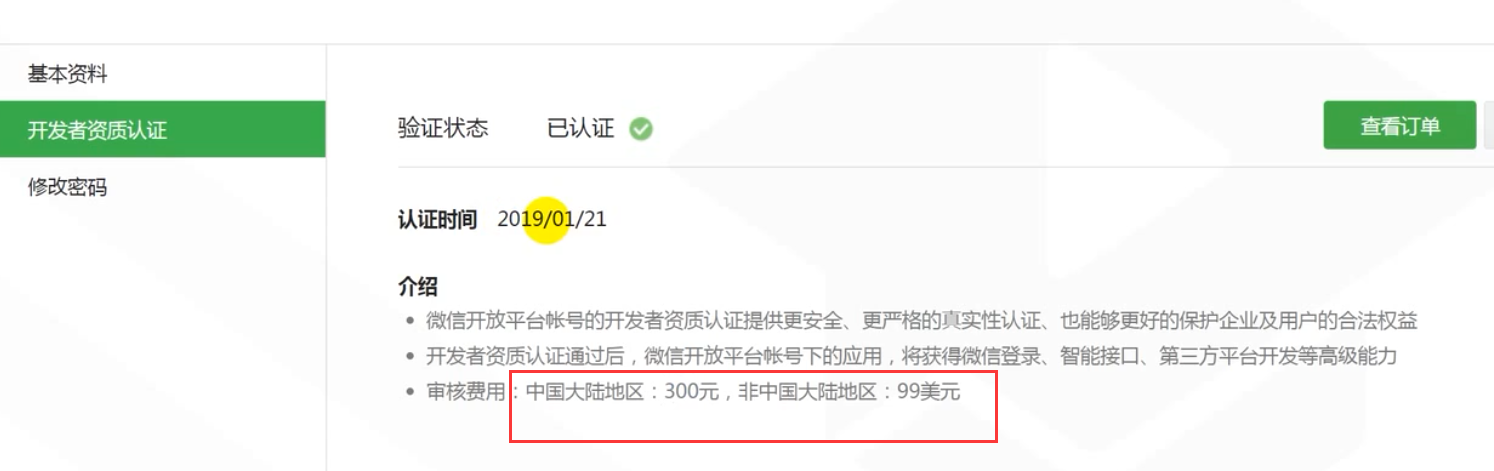 基本资料
开发者资质认证
修改密码
验证状态 已认证
查看订单
认证时间 2019/01/21
介绍
微信开放平台帐号的开发者资质认证提供更安全、更严格的真实性认证、也能够更好的保护企业及用户的合法权益
开发者资质认证通过后，微信开放平台帐号下的应用，将获得微信登录、智能接口、第三方平台开发等高级能力
审核费用：中国大陆地区：300元，非中国大陆地区：99美元